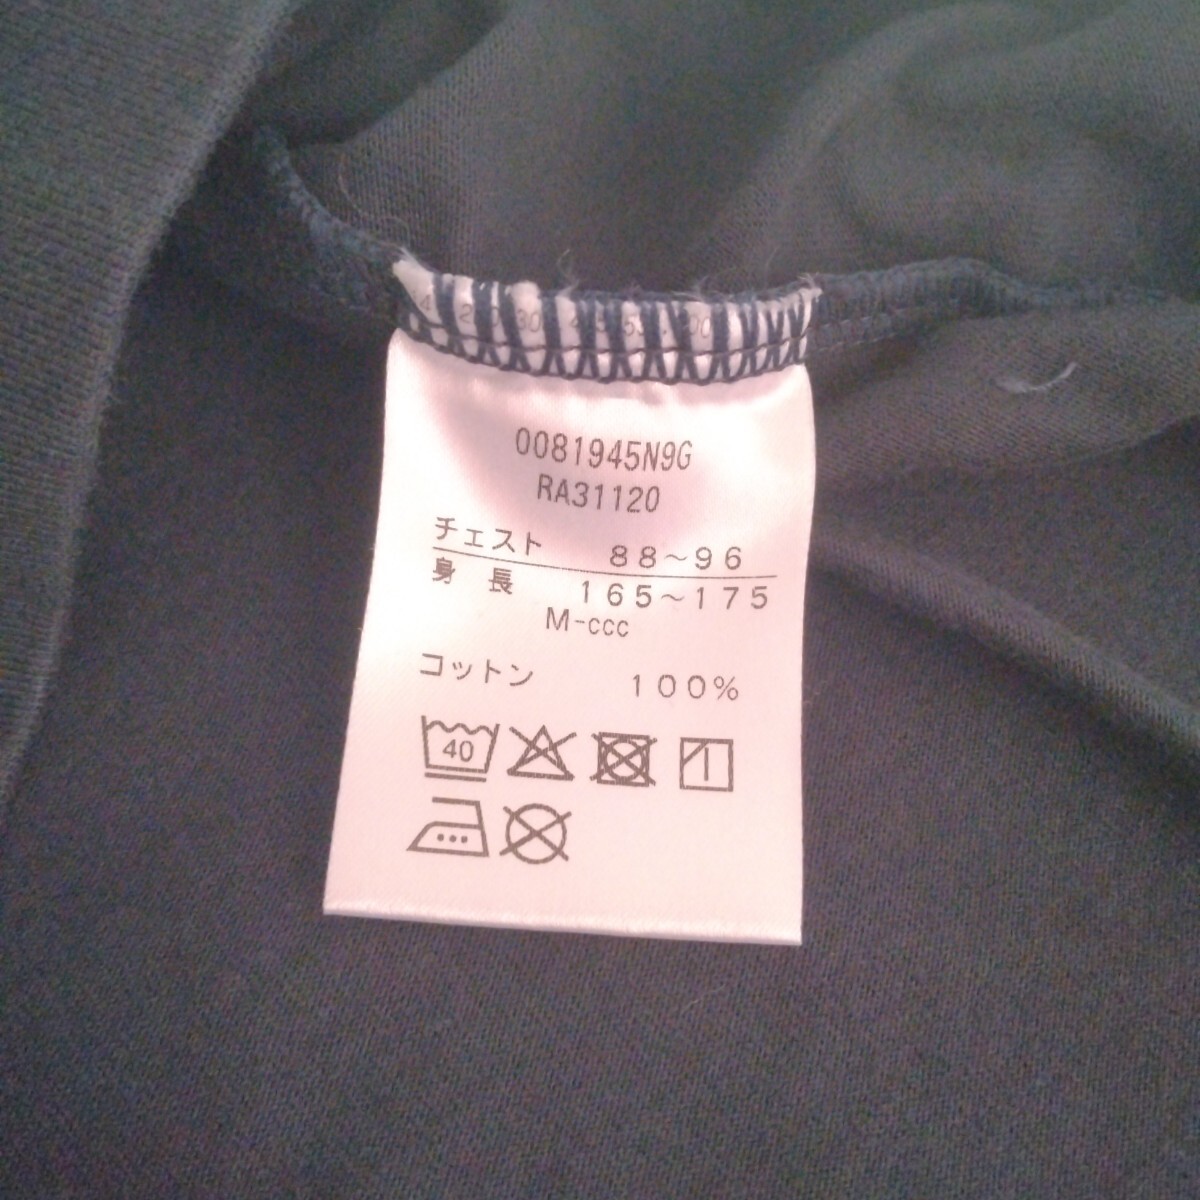 0081945N9G
RA31120
チェスト 88～96
身長 165～175
M-ccc
コットン 100%
40